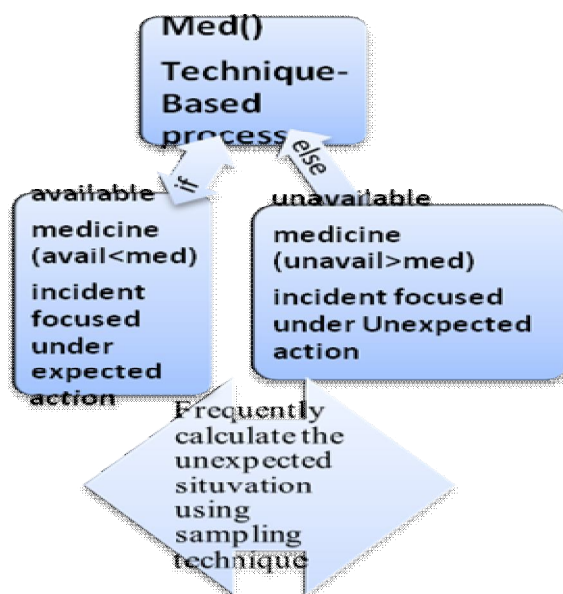 Med()
Technique-
Based
process
if
else
available
medicine
(avail<med)
incident
focused
under
expected
action
unavailable
medicine
(unavail>med)
incident focused
under Unexpected
action
Frequently
calculate the
unexpected
situvation
using
sampling
technique